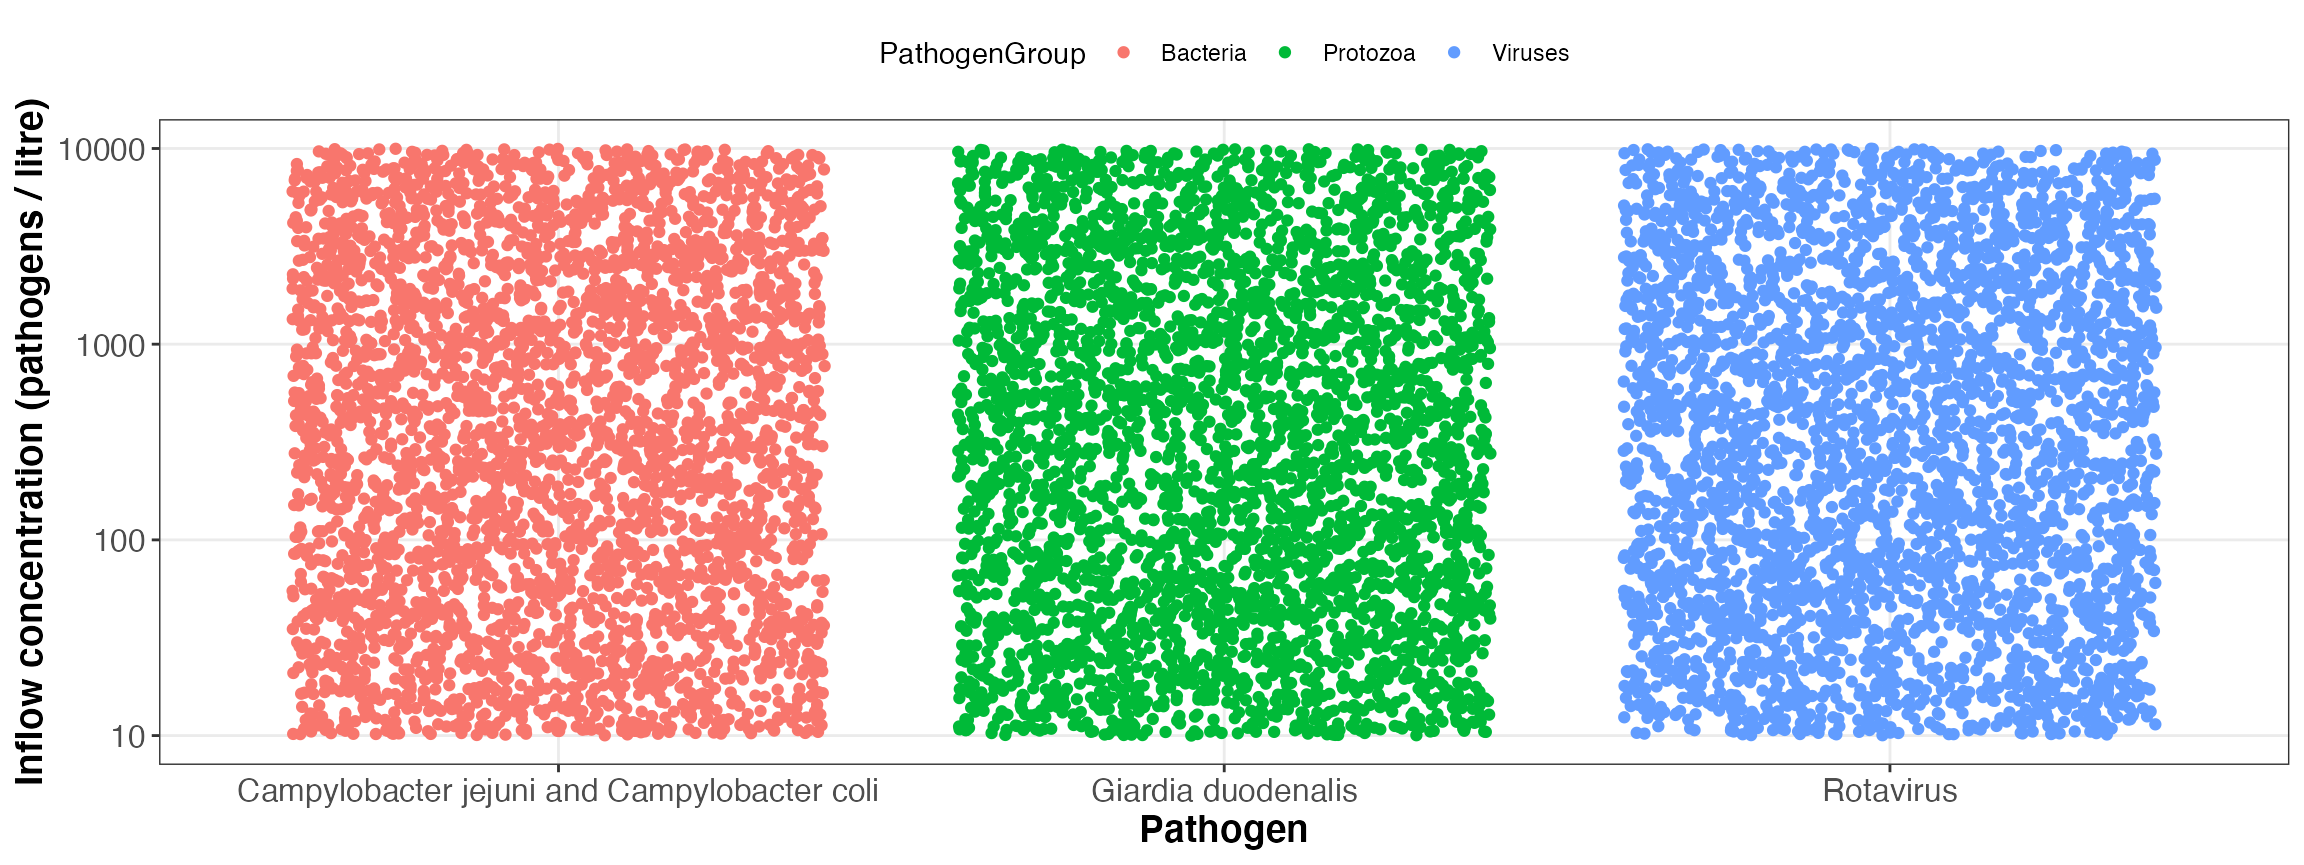 PathogenGroup Bacteria Protozoa Viruses
Inflow concentration (pathogens / litre)
10000
1000
100
10
Campylobacter jejuni and Campylobacter coli Giardia duodenalis Rotavirus
Pathogen